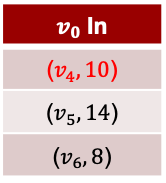 v₀ In
(v₄, 10)
(v₅, 14)
(v₆, 8)